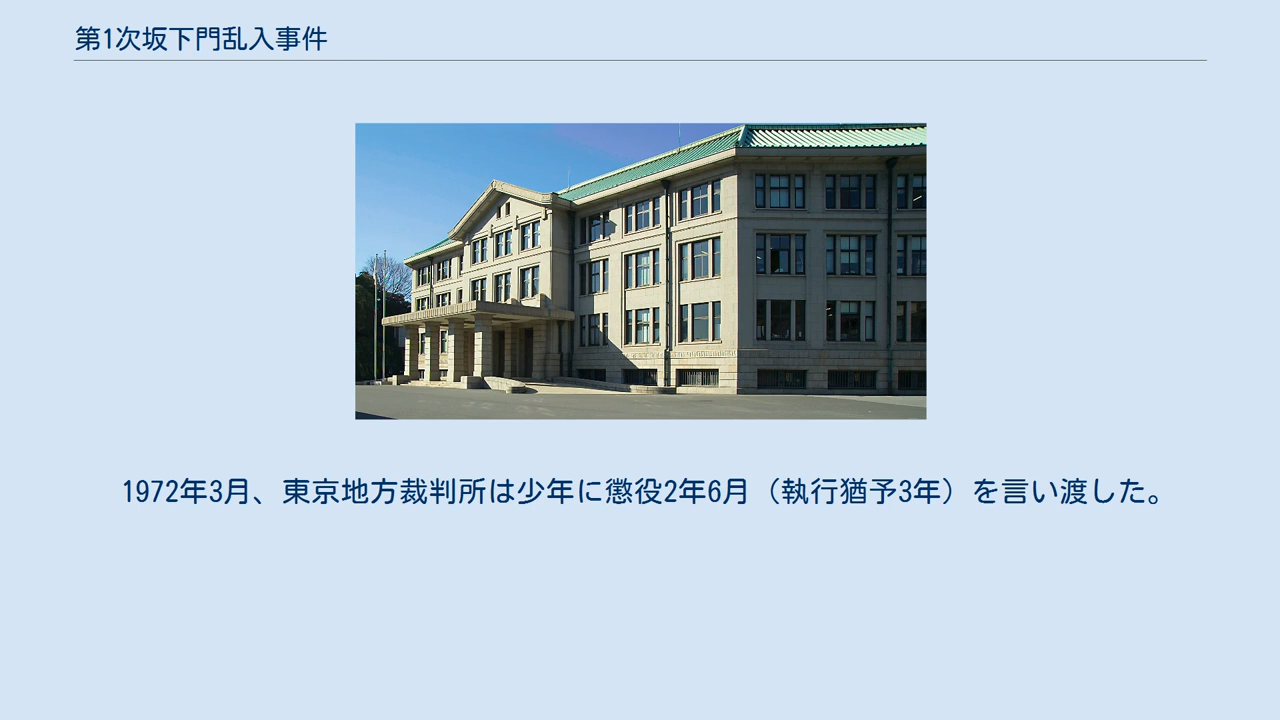 第1次坂下門乱入事件
1972年3月、東京地方裁判所は少年に懲役2年6月（執行猶予3年）を言い渡した。